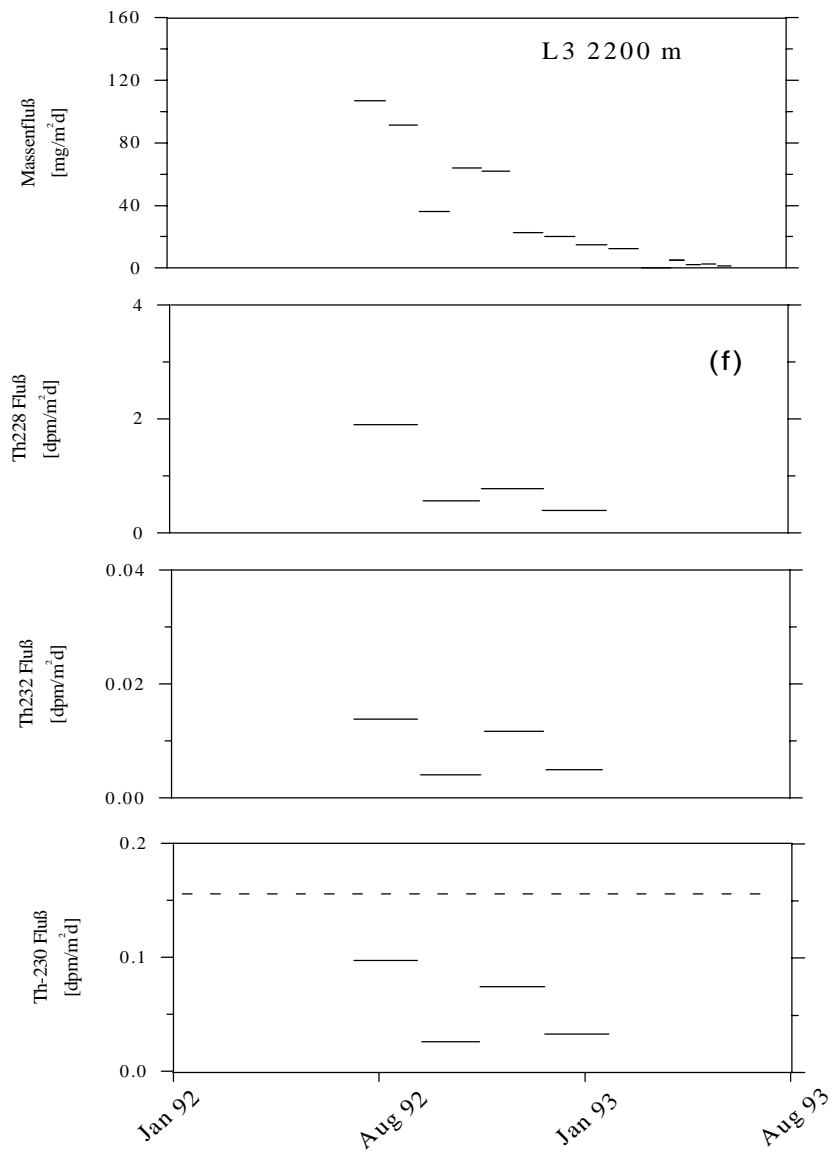 L3 2200 m
Massenfluß
[mg/m²d]
160
120
80
40
0
(f)
Th228 Fluß
[dpm/m²d]
4
2
0
Th232 Fluß
[dpm/m²d]
0.04
0.02
0.00
Th-230 Fluß
[dpm/m²d]
0.2
0.1
0.0
Jan 92
Aug 92
Jan 93
Aug 93